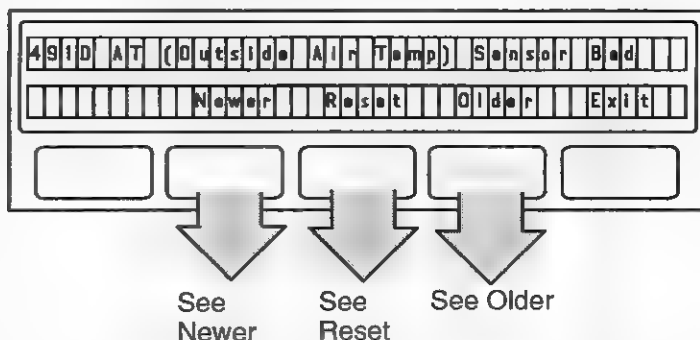 491D AT (Outside Air Temp) Sensor Bad
Newer Reset Older Exit
See
Newer
See
Reset
See Older